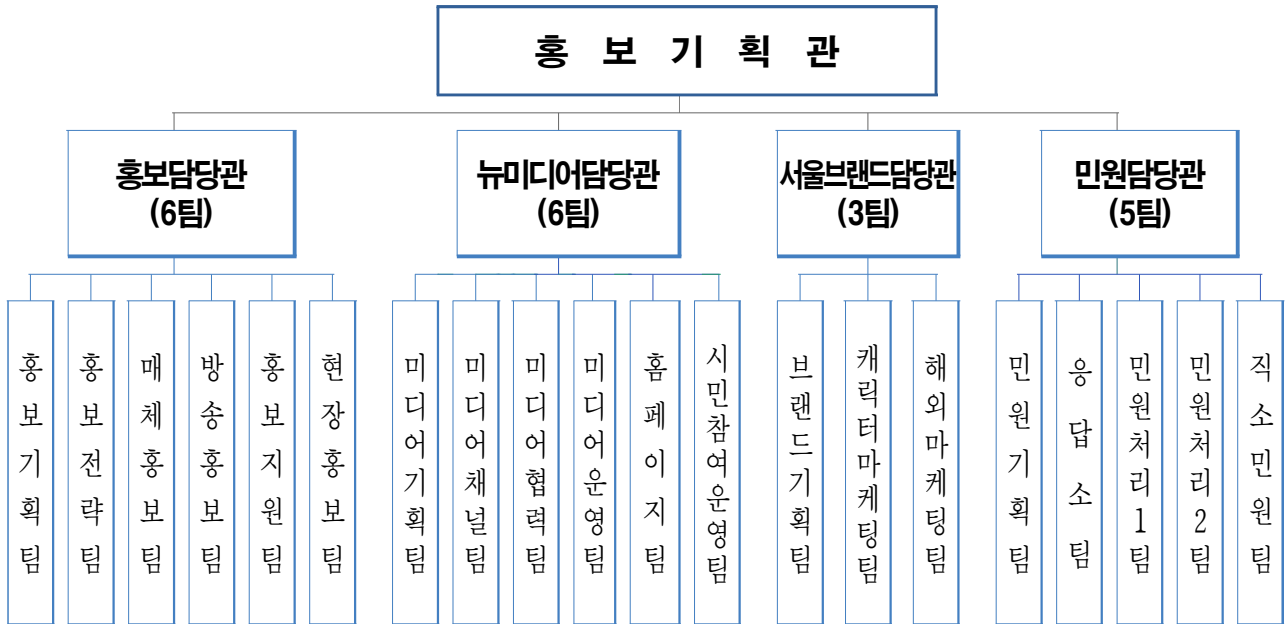 홍 보 기 획 관
홍보담당관
(6팀)
뉴미디어담당관
(6팀)
서울브랜드담당관
(3팀)
민원담당관
(5팀)
홍보기획팀
홍보전략팀
매체홍보팀
방송홍보팀
홍보지원팀
현장홍보팀
미디어기획팀
미디어채널팀
미디어협력팀
미디어운영팀
홈페이지팀
시민참여운영팀
브랜드기획팀
캐릭터마케팅팀
해외마케팅팀
민원기획팀
응답소팀
민원처리1팀
민원처리2팀
직소민원팀